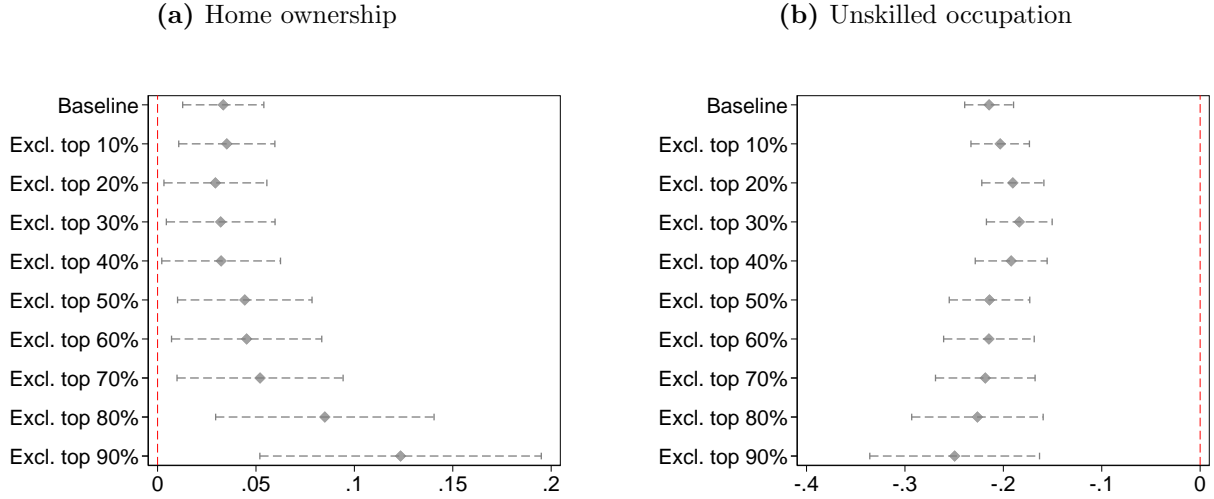 (a) Home ownership
Baseline
Excl. top 10%
Excl. top 20%
Excl. top 30%
Excl. top 40%
Excl. top 50%
Excl. top 60%
Excl. top 70%
Excl. top 80%
Excl. top 90%
0 .05 .1 .15 .2
(b) Unskilled occupation
Baseline
Excl. top 10%
Excl. top 20%
Excl. top 30%
Excl. top 40%
Excl. top 50%
Excl. top 60%
Excl. top 70%
Excl. top 80%
Excl. top 90%
-.4 -.3 -.2 -.1 0